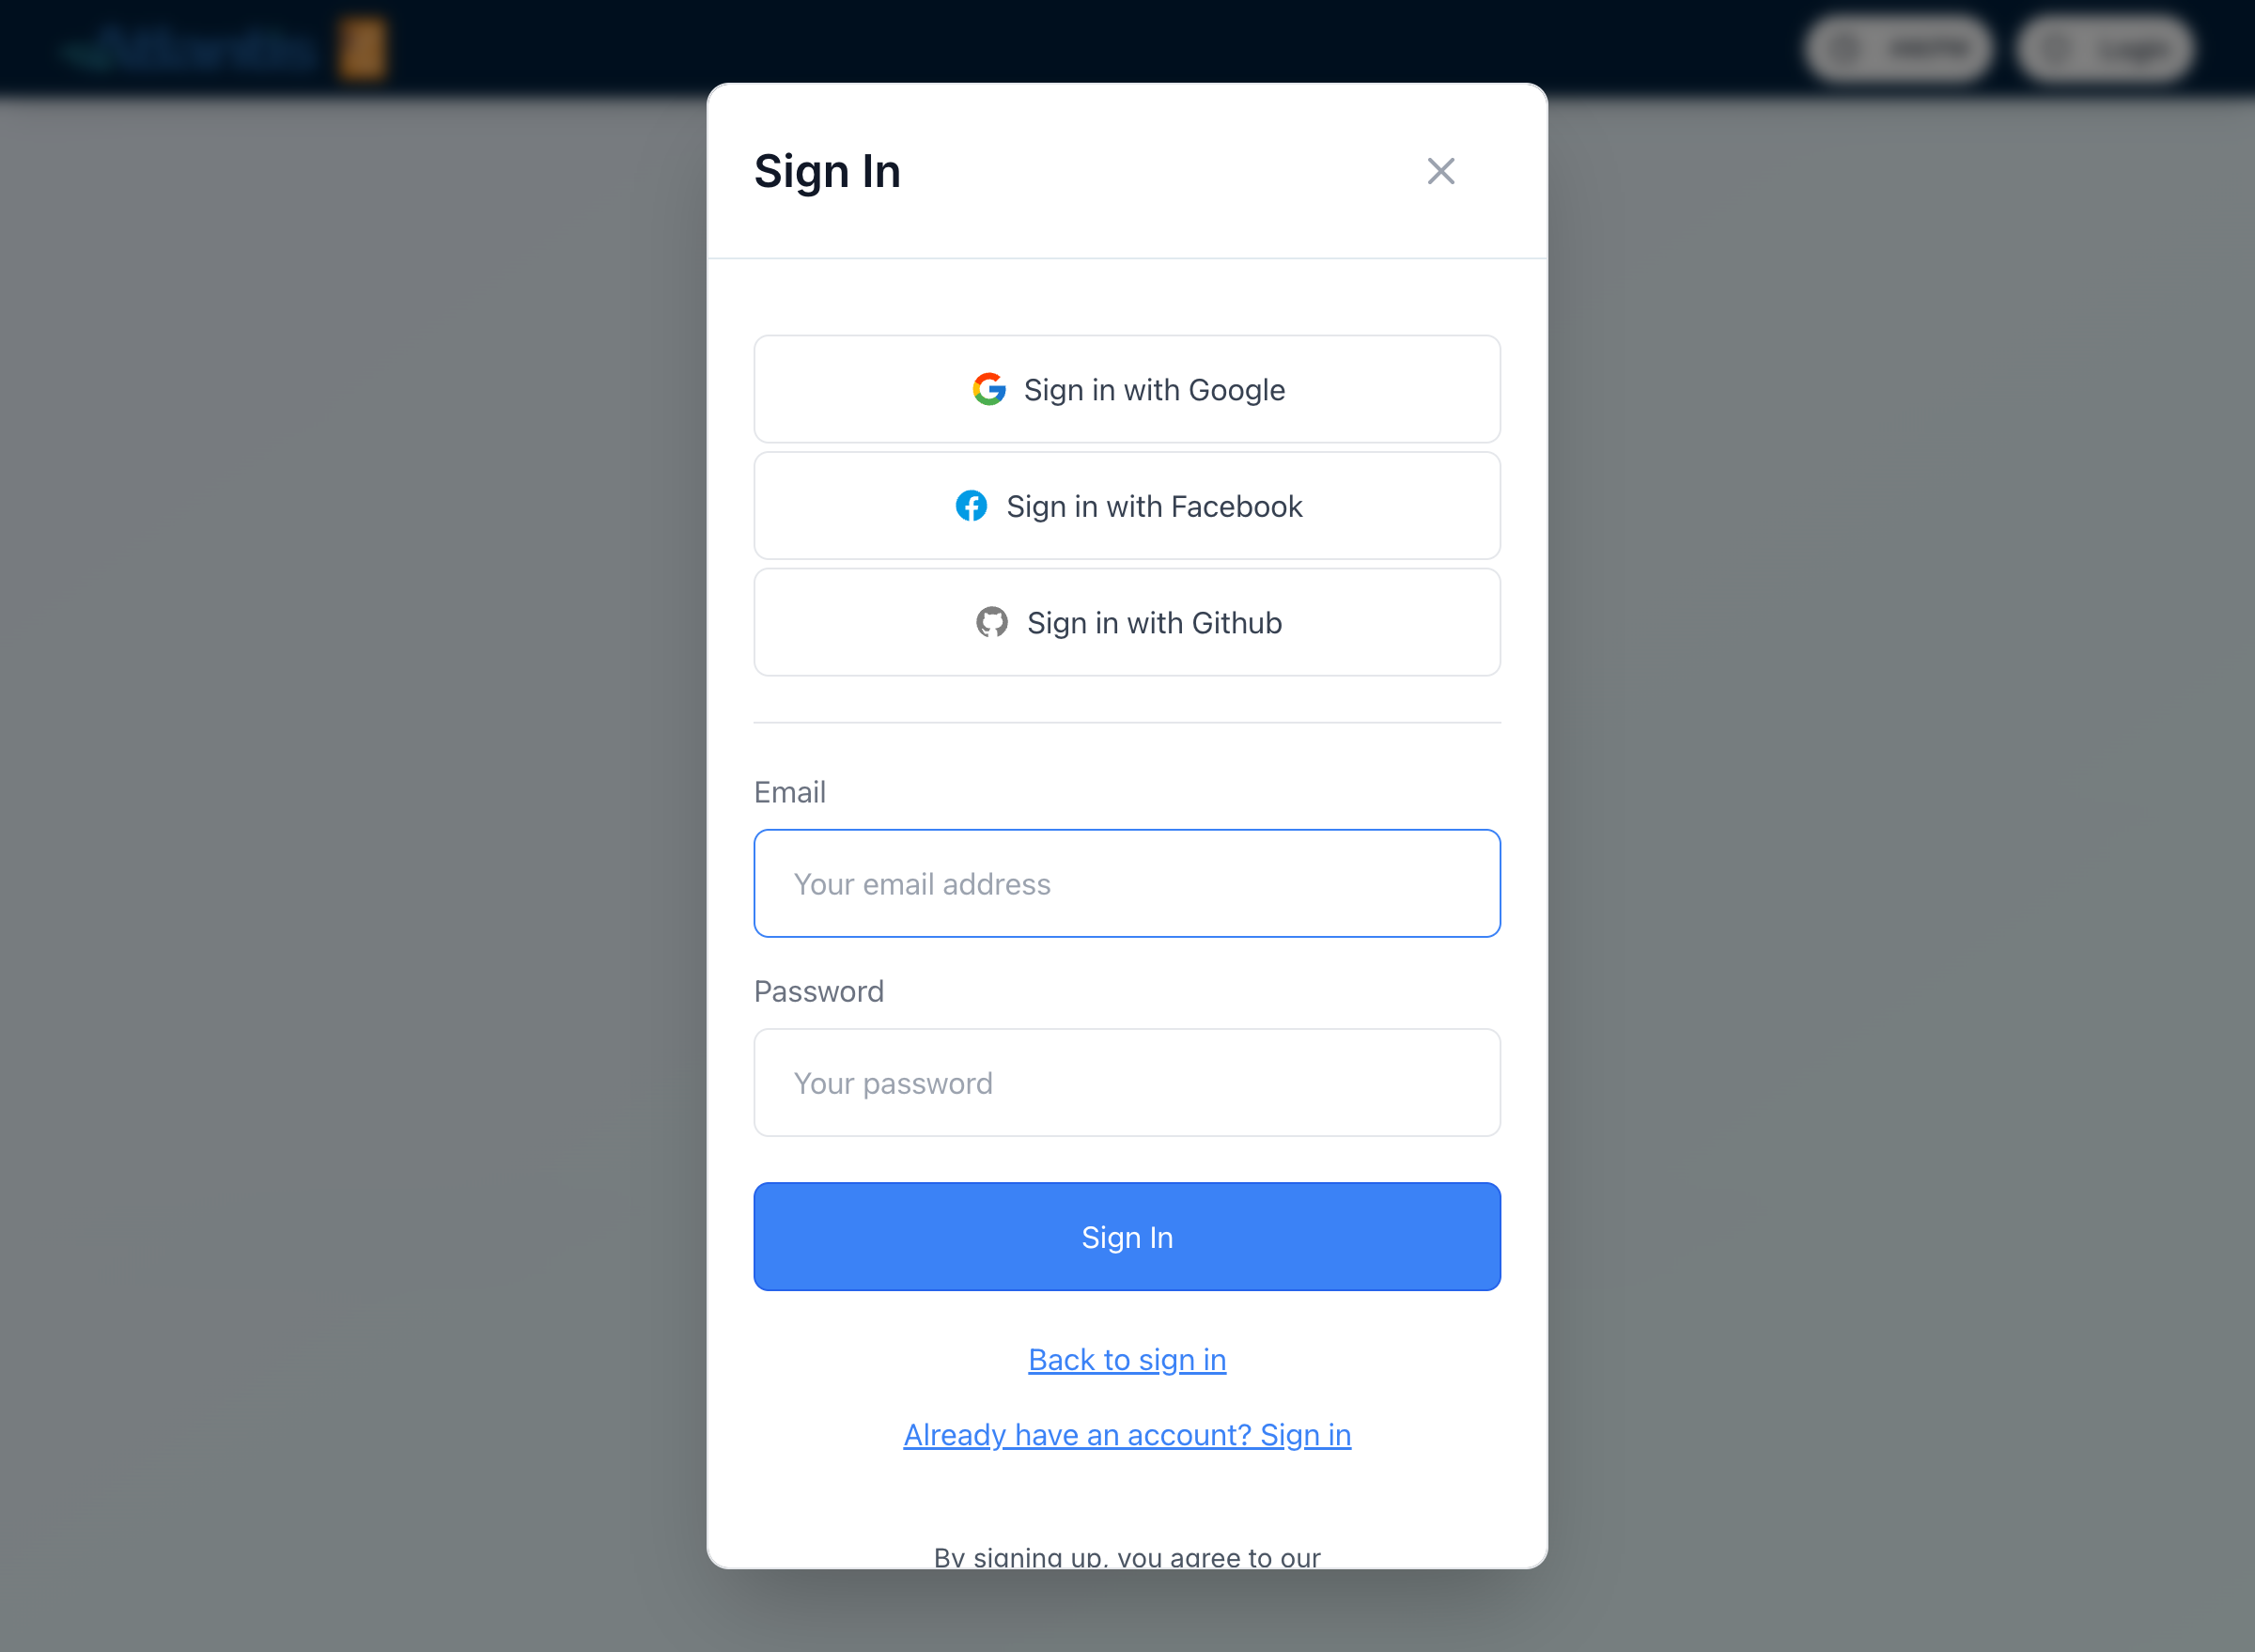 Atlantis
Login
Sign In
Sign in with Google
Sign in with Facebook
Sign in with Github
Email
Your email address
Password
Your password
Sign In
Back to sign in
Already have an account? Sign in
By signing up, you agree to our